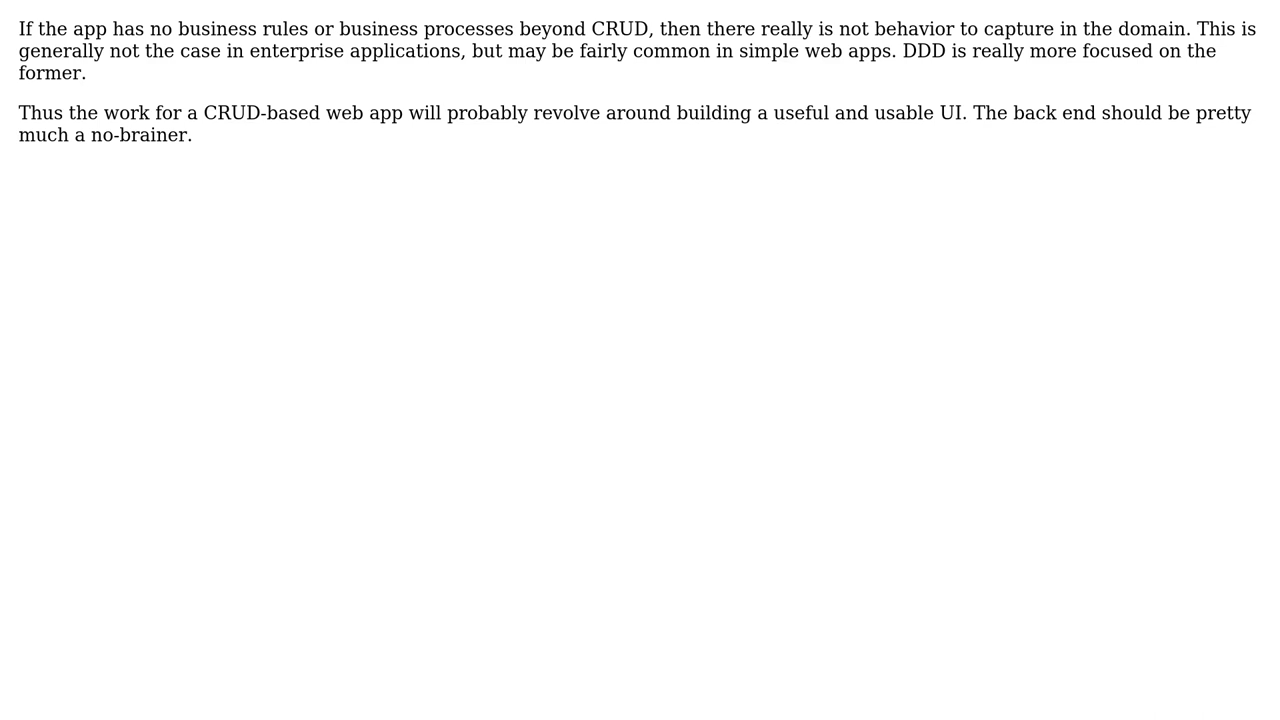 If the app has no business rules or business processes beyond CRUD, then there really is not behavior to capture in the domain. This is
generally not the case in enterprise applications, but may be fairly common in simple web apps. DDD is really more focused on the
former.
Thus the work for a CRUD-based web app will probably revolve around building a useful and usable UI. The back end should be pretty
much a no-brainer.